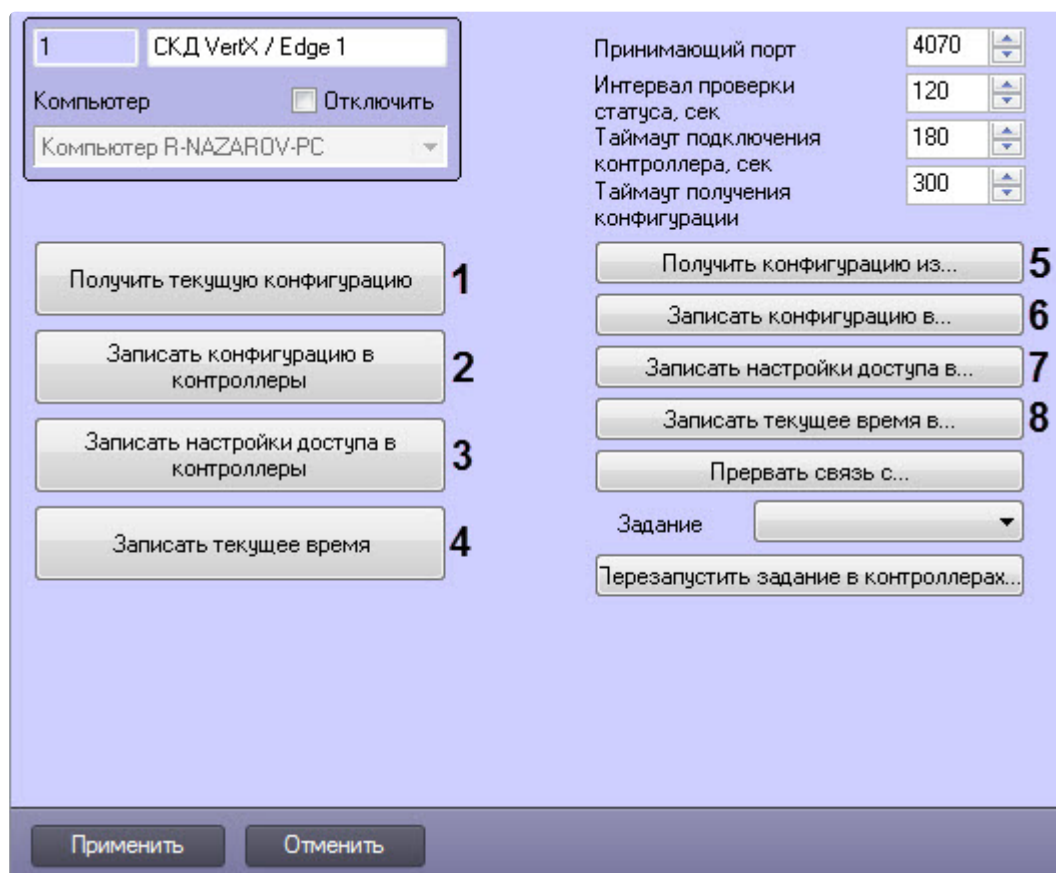 1
СКД VertX / Edge 1
Компьютер
Отключить
Компьютер R-NAZAROV-PC
Принимающий порт
4070
Интервал проверки
статуса, сек
120
Таймаут подключения
контроллера, сек
180
Таймаут получения
конфигурации
300
Получить текущую конфигурацию
1
Записать конфигурацию в
контроллеры
2
Записать настройки доступа в
контроллеры
3
Записать текущее время
4
Получить конфигурацию из...
5
Записать конфигурацию в...
6
Записать настройки доступа в...
7
Записать текущее время в...
8
Прервать связь с...
Задание
Перезапустить задание в контроллерах...
Применить
Отменить